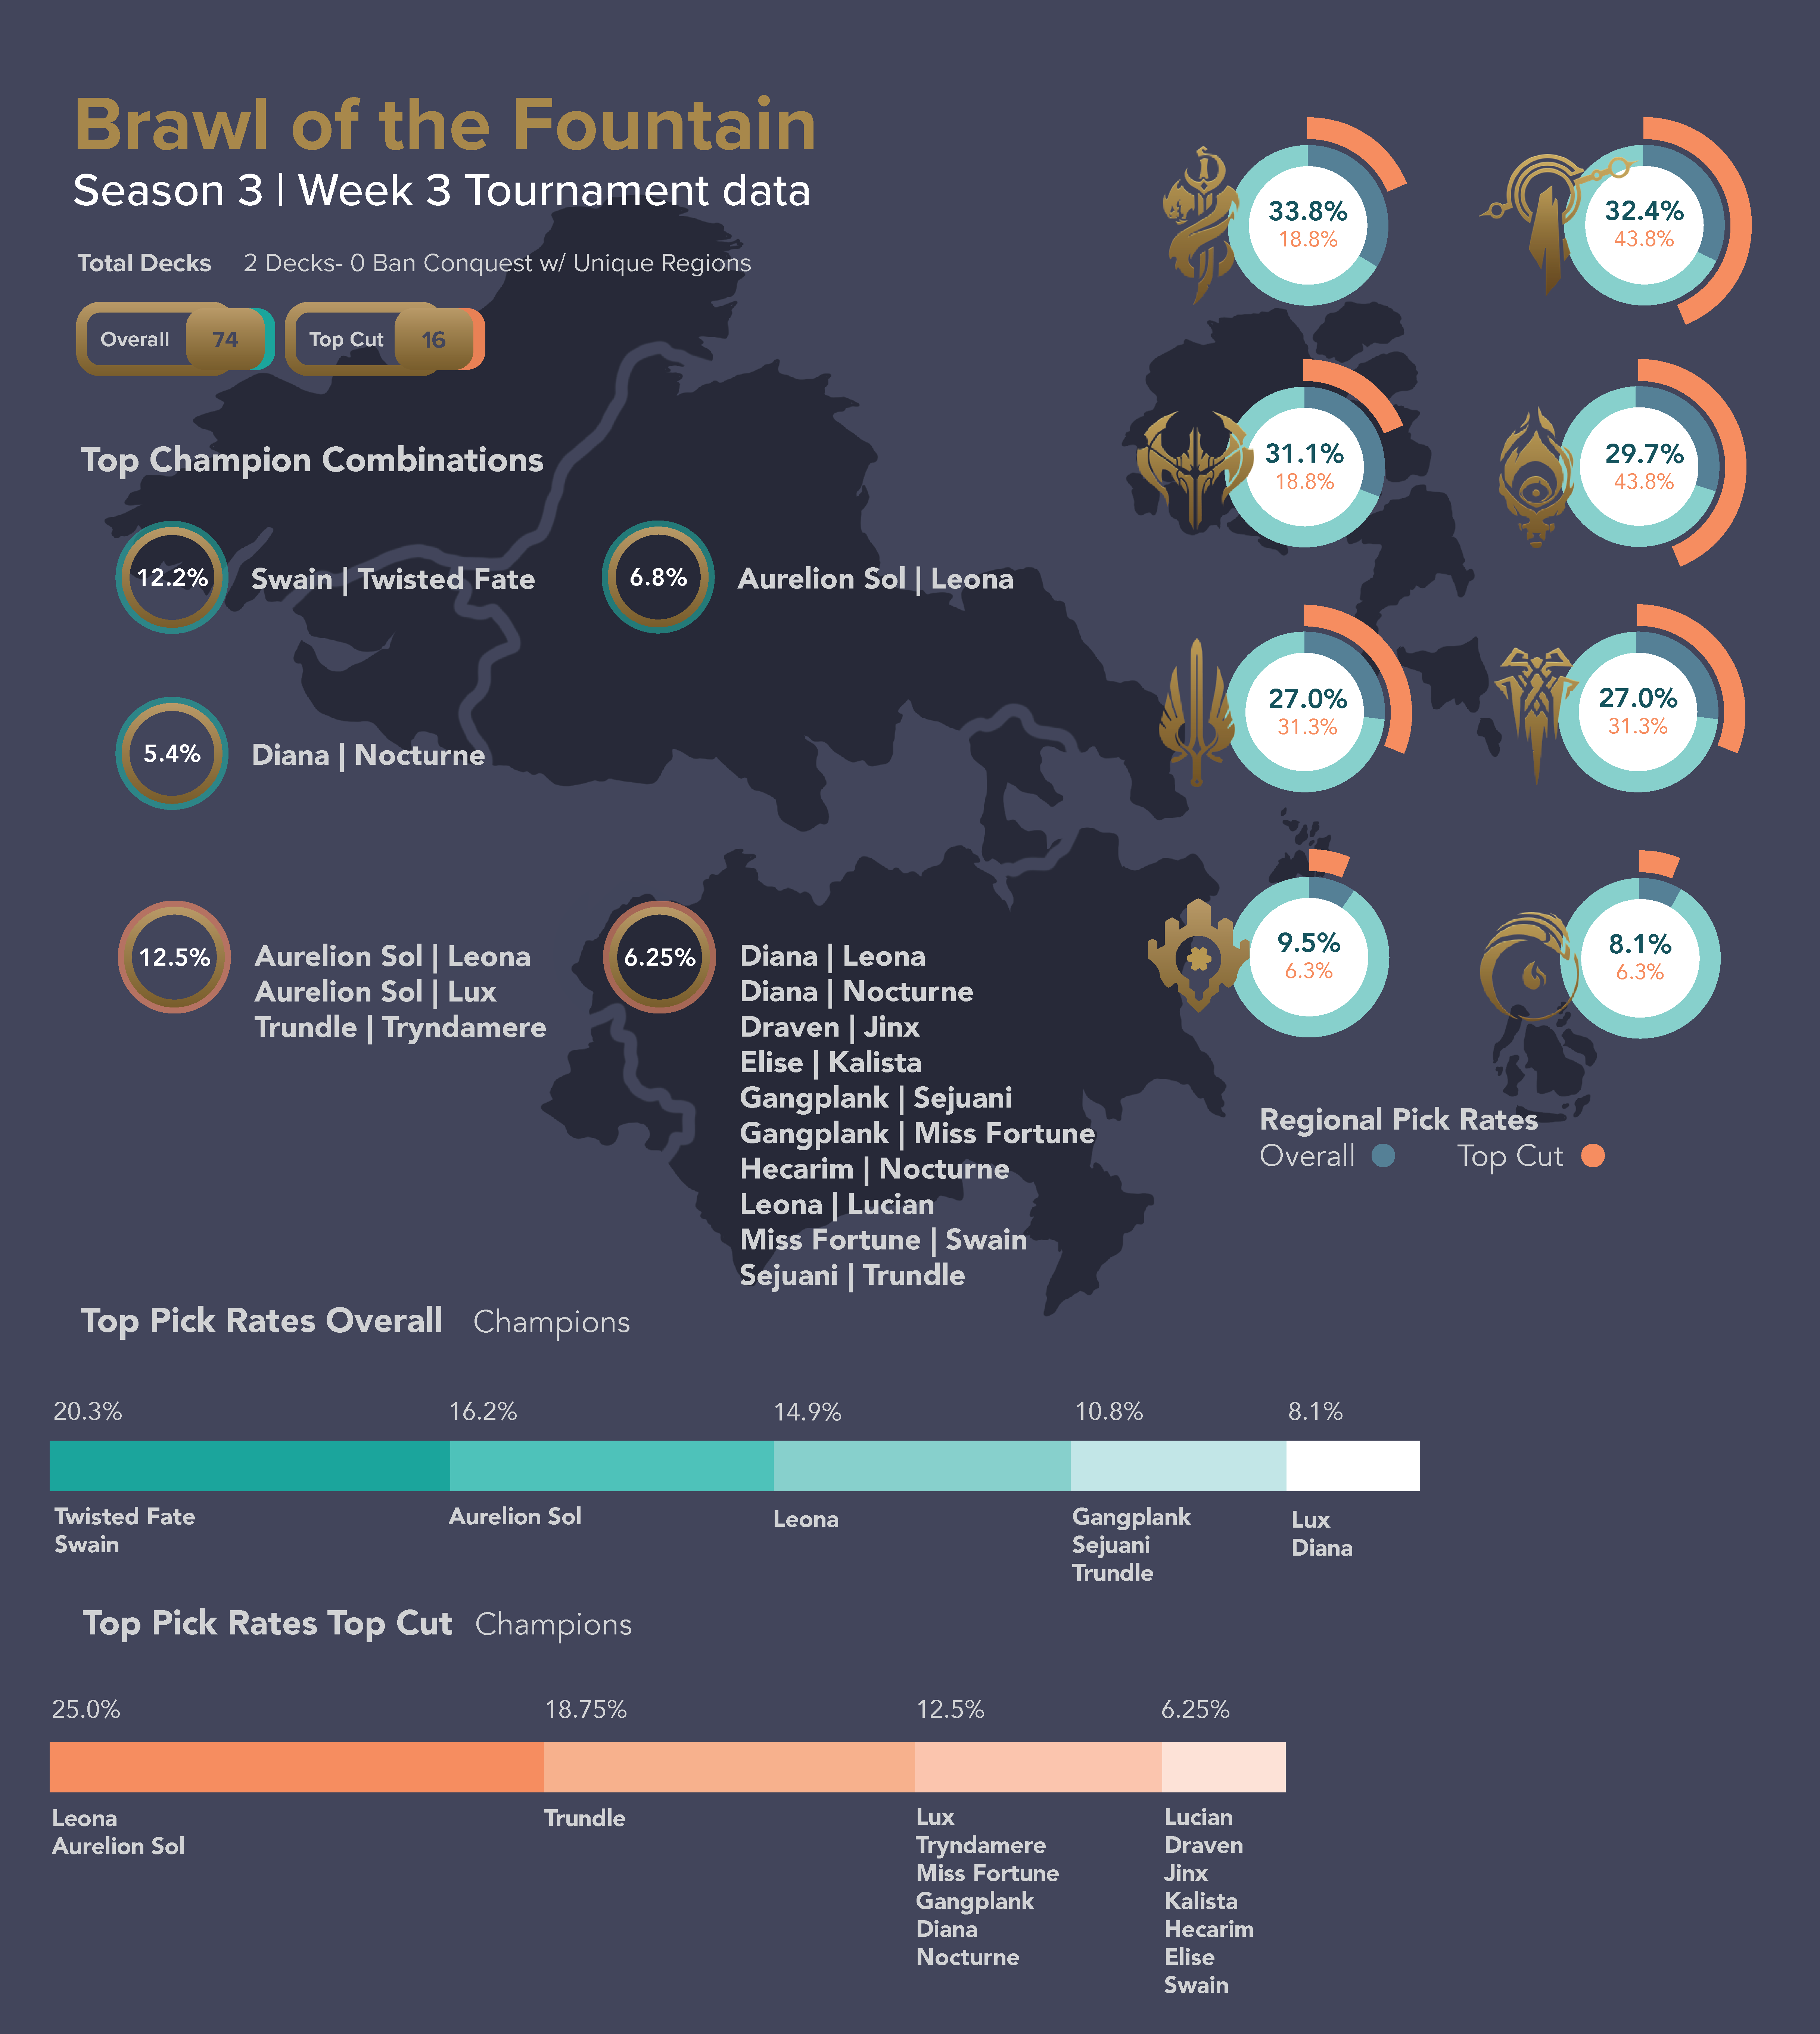 Brawl of the Fountain
Season 3 | Week 3 Tournament data
Total Decks 2 Decks- 0 Ban Conquest w/ Unique Regions
Overall 74 Top Cut 16
Top Champion Combinations
12.2% Swain | Twisted Fate
6.8% Aurelion Sol | Leona
5.4% Diana | Nocturne
12.5%
Aurelion Sol | Leona
Aurelion Sol | Lux
Trundle | Tryndamere
6.25%
Diana | Leona
Diana | Nocturne
Draven | Jinx
Elise | Kalista
Gangplank | Sejuani
Gangplank | Miss Fortune
Hecarim | Nocturne
Leona | Lucian
Miss Fortune | Swain
Sejuani | Trundle
33.8%
18.8%
32.4%
43.8%
31.1%
18.8%
29.7%
43.8%
27.0%
31.3%
27.0%
31.3%
9.5%
6.3%
8.1%
6.3%
Regional Pick Rates
Overall Top Cut
Top Pick Rates Overall Champions
20.3% 16.2% 14.9% 10.8% 8.1%
Twisted Fate
Swain
Aurelion Sol
Leona
Gangplank
Sejuani
Trundle
Lux
Diana
Top Pick Rates Top Cut Champions
25.0% 18.75% 12.5% 6.25%
Leona
Aurelion Sol
Trundle
Lux
Tryndamere
Miss Fortune
Gangplank
Diana
Nocturne
Lucian
Draven
Jinx
Kalista
Hecarim
Elise
Swain